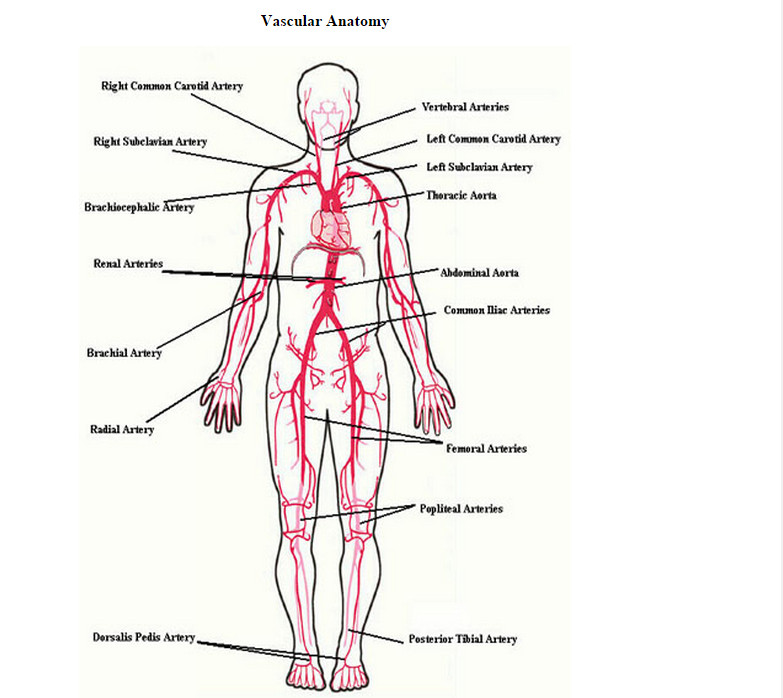 Vascular Anatomy
Right Common Carotid Artery
Vertebral Arteries
Right Subclavian Artery
Left Common Carotid Artery
Left Subclavian Artery
Brachiocephalic Artery
Thoracic Aorta
Renal Arteries
Abdominal Aorta
Common Iliac Arteries
Brachial Artery
Radial Artery
Femoral Arteries
Popliteal Arteries
Dorsalis Pedis Artery
Posterior Tibial Artery